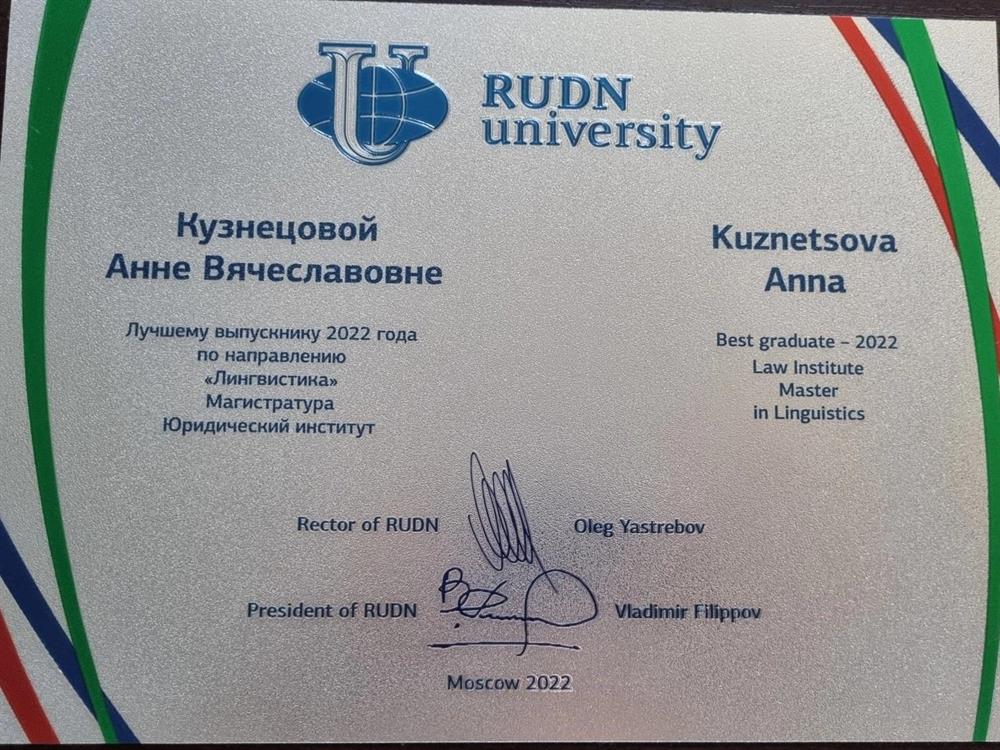 RUDN
university
Кузнецовой
Анне Вячеславовне
Лучшему выпускнику 2022 года
по направлению
«Лингвистика»
Магистратура
Юридический институт
Kuznetsova
Anna
Best graduate – 2022
Law Institute
Master
in Linguistics
Rector of RUDN Oleg Yastrebov
President of RUDN Vladimir Filippov
Moscow 2022